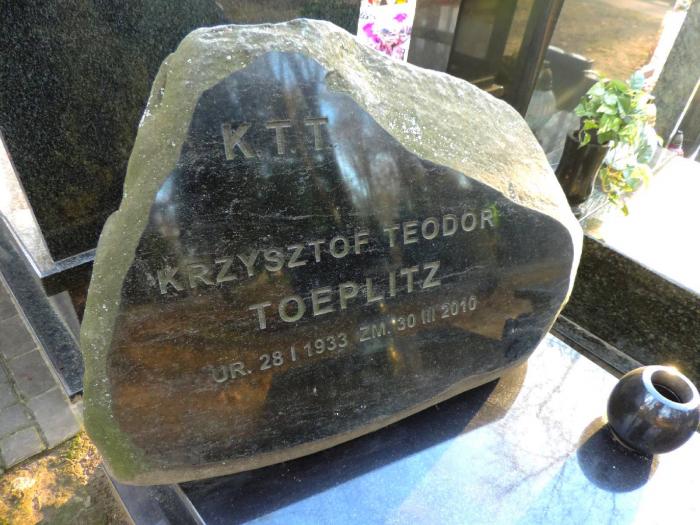 KTT
KRZYSZTOF TEODOR
TOEPLITZ
UR. 28 I 1933 ZM. 30 III 2010